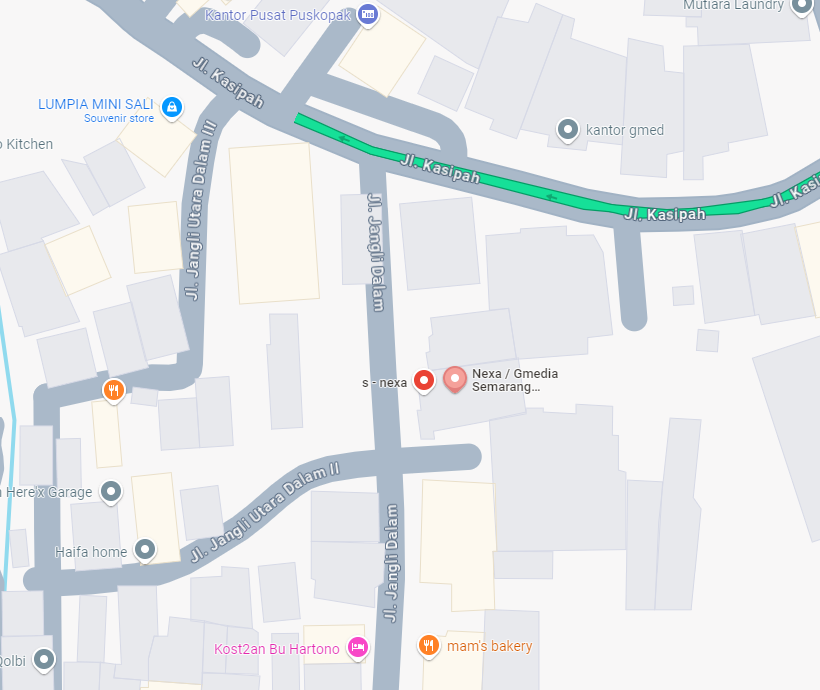 Kantor Pusat Puskopak
Mutiara Laundry
Jl. Kasipah
LUMPIA MINI SALI
Souvenir store
kantor gmed
Kitchen
Jl. Jangli Utara Dalam III
Jl. Kasipah
Jl. Kasipah
Jl. Kasi
Jl. Jangli Dalam
s - nexa
Nexa / Gmedia
Semarang...
Jl. Jangli Utara Dalam II
Here'x Garage
Jl. Jangli Dalam
Haifa home
Kost2an Bu Hartono
mam's bakery
Qolbi